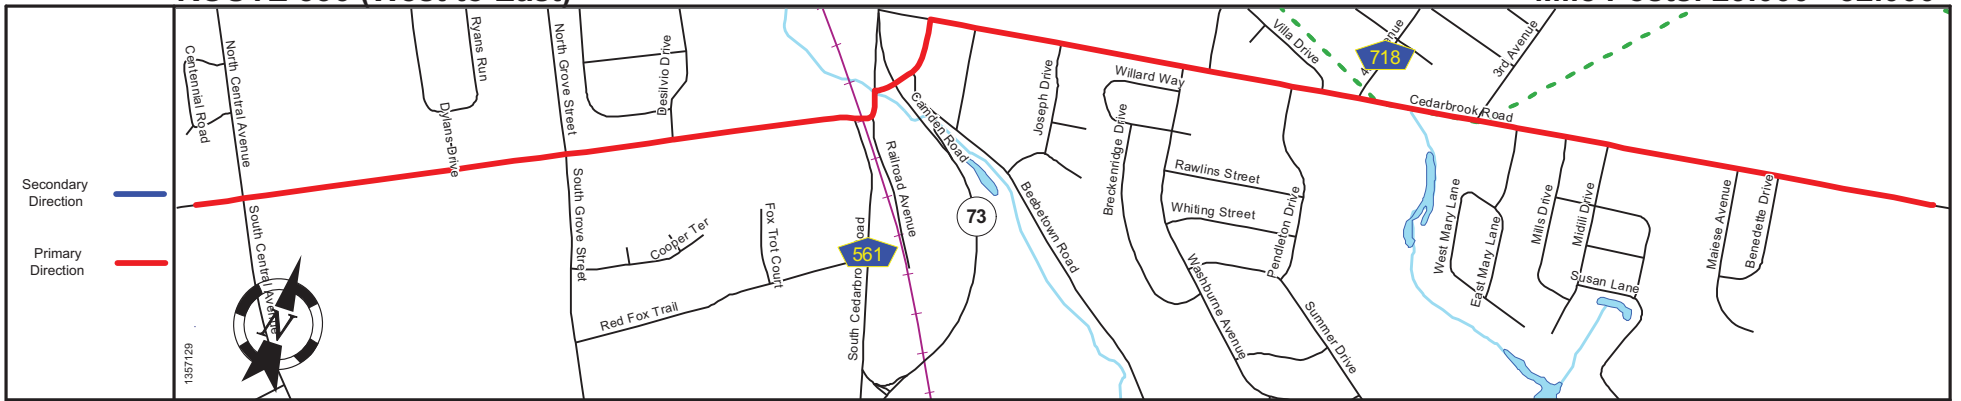 Secondary
Direction
Primary
Direction
Centennial Road
North Central Avenue
South Central Avenue
N
1357129
Ryans Run
Dylans Drive
North Grove Street
South Grove Street
Desilvio Drive
Cooper Ter
Fox Trot Court
Red Fox Trail
South Cedarbro
oad
561
Railroad Avenue
Camden Road
73
Beebetown Road
Joseph Drive
Willard Way
Breckenridge Drive
Rawlins Street
Whiting Street
Pendleton Drive
Washburne Avenue
Summer Drive
Villa Drive
718
3rd Avenue
Cedarbrook Road
West Mary Lane
East Mary Lane
Mills Drive
Midili Drive
Susan Lane
Maiese Avenue
Benedette Drive